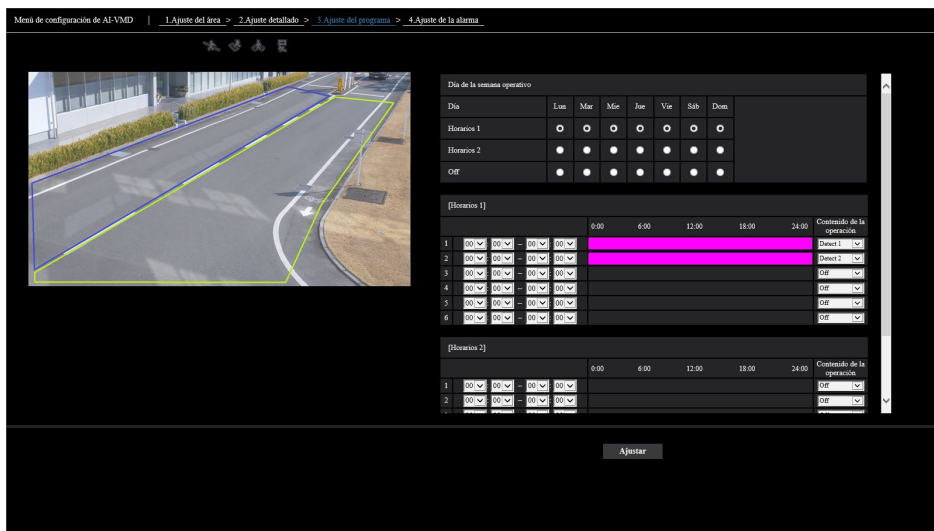 Menú de configuración de AI-VMD | 1.Ajuste del área > 2.Ajuste detallado > 3.Ajuste del programa > 4.Ajuste de la alarma
Día de la semana operativo
Día Lun Mar Mie Jue Vie Sáb Dom
Horarios 1
Horarios 2
Off
[Horarios 1]
0:00 6:00 12:00 18:00 24:00 Contenido de la operación
1 00 : 00 – 00 : 00 Detect 1
2 00 : 00 – 00 : 00 Detect 2
3 00 : 00 – 00 : 00 Off
4 00 : 00 – 00 : 00 Off
5 00 : 00 – 00 : 00 Off
6 00 : 00 – 00 : 00 Off
[Horarios 2]
0:00 6:00 12:00 18:00 24:00 Contenido de la operación
1 00 : 00 – 00 : 00 Off
2 00 : 00 – 00 : 00 Off
Ajustar